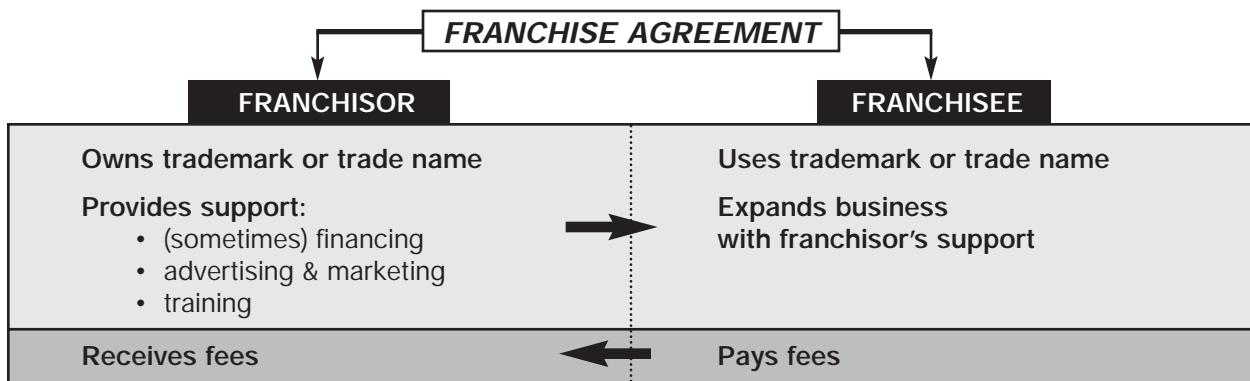 FRANCHISE AGREEMENT
FRANCHISOR
FRANCHISEE
Owns trademark or trade name
Provides support:
• (sometimes) financing
• advertising & marketing
• training
Uses trademark or trade name
Expands business
with franchisor's support
Receives fees
Pays fees